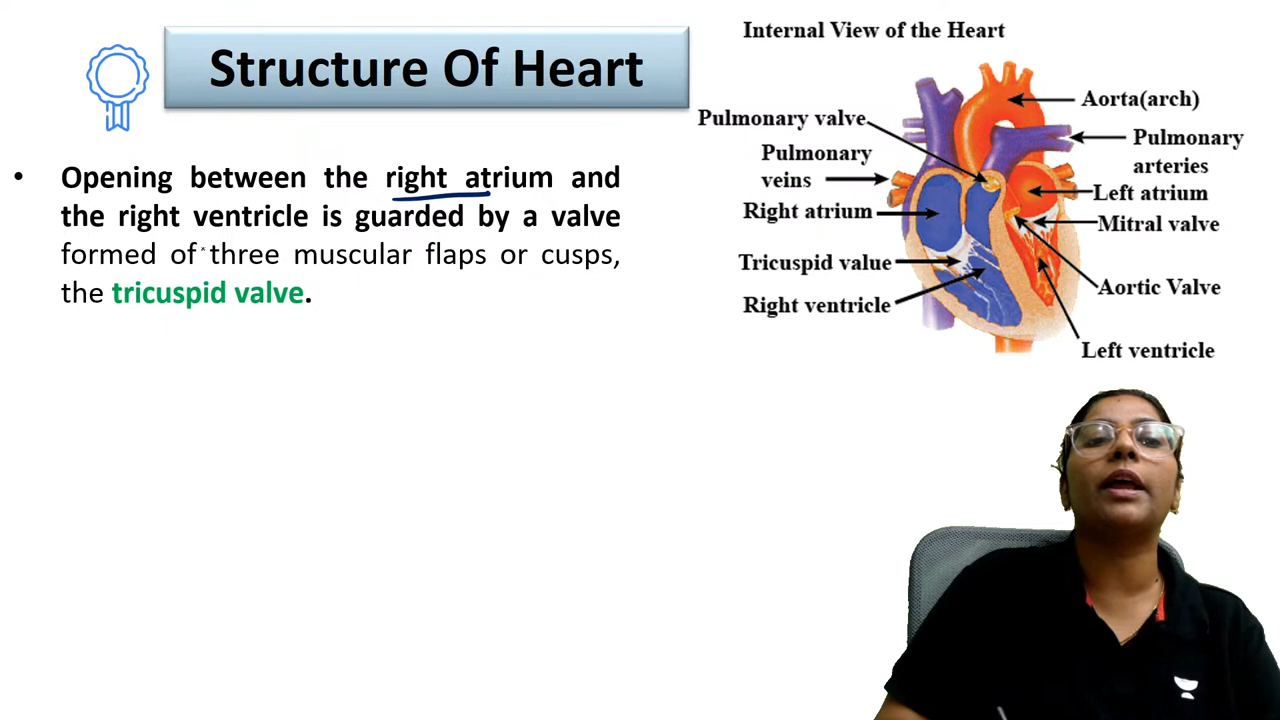 Structure Of Heart
• Opening between the right atrium and
the right ventricle is guarded by a valve
formed of three muscular flaps or cusps,
the tricuspid valve.
Internal View of the Heart
Aorta(arch)
Pulmonary valve
Pulmonary
arteries
Pulmonary
veins
Left atrium
Right atrium
Mitral valve
Tricuspid value
Aortic Valve
Right ventricle
Left ventricle